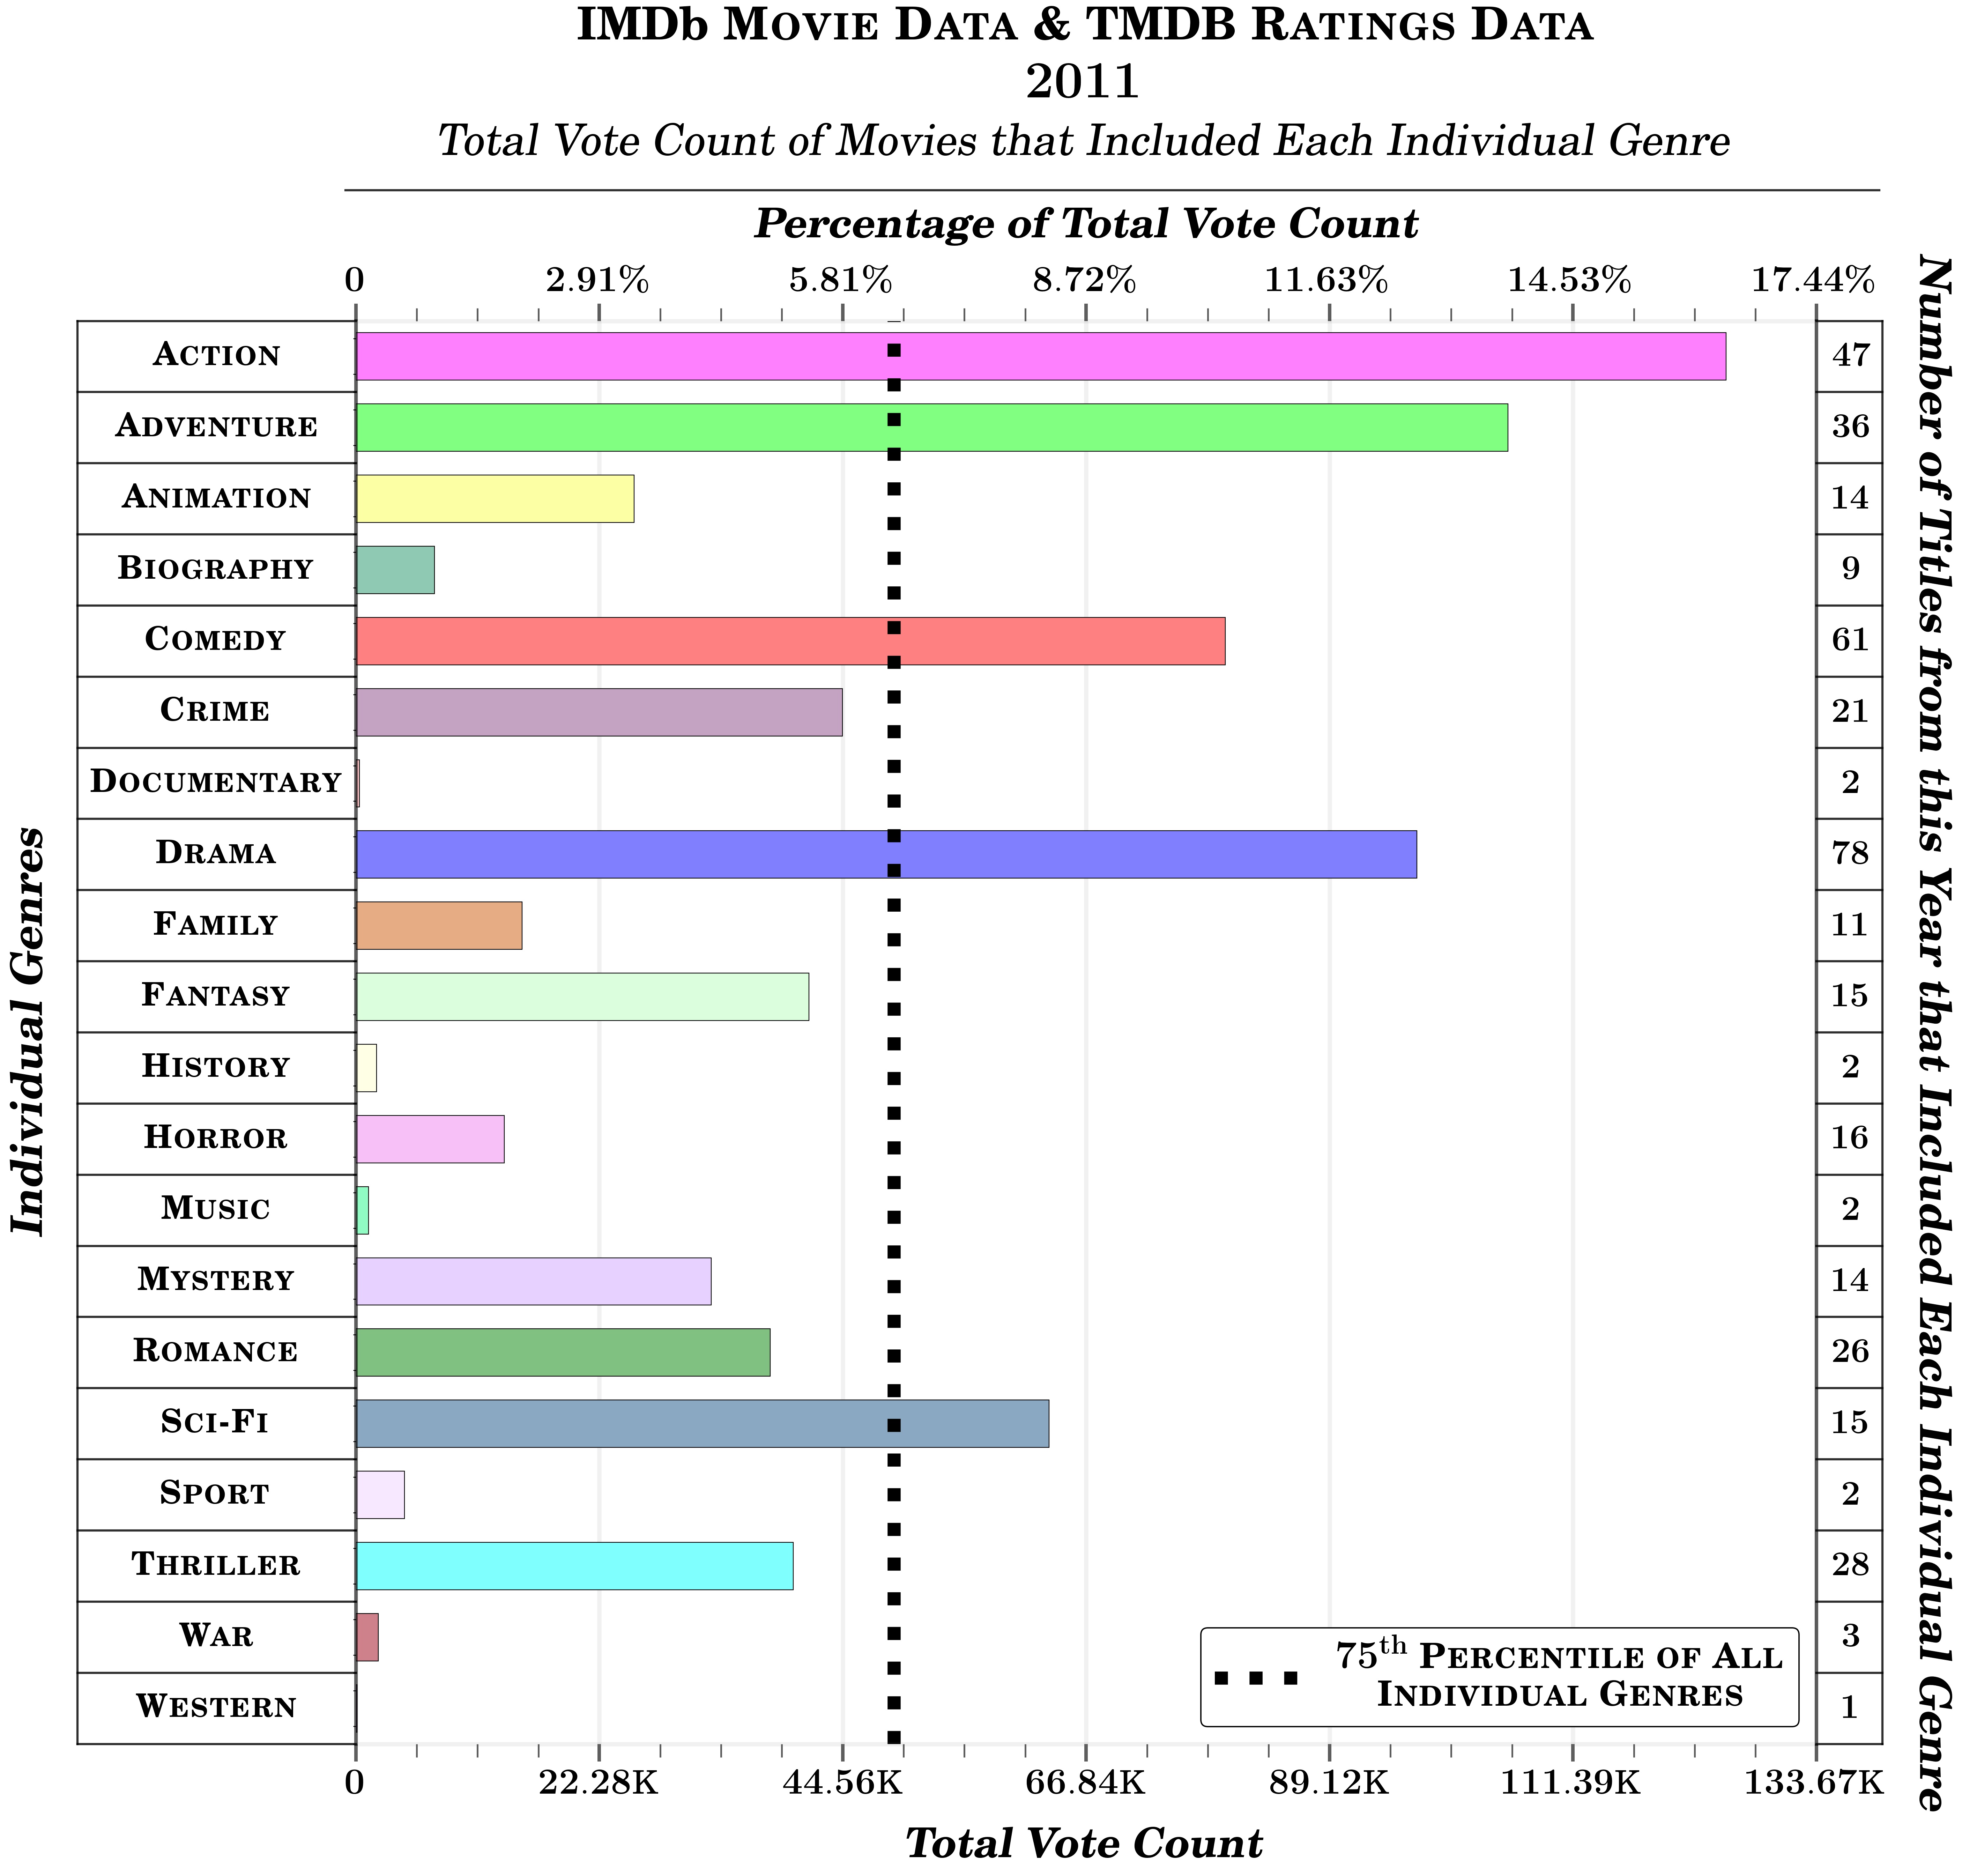 IMDb Movie Data & TMDB Ratings Data
2011
Total Vote Count of Movies that Included Each Individual Genre
Percentage of Total Vote Count
0 2.91% 5.81% 8.72% 11.63% 14.53% 17.44%
Individual Genres
Number of Titles from this Year that Included Each Individual Genre
Action 47
Adventure 36
Animation 14
Biography 9
Comedy 61
Crime 21
Documentary 2
Drama 78
Family 11
Fantasy 15
History 2
Horror 16
Music 2
Mystery 14
Romance 26
Sci-Fi 15
Sport 2
Thriller 28
War 3
Western 1
75th Percentile of All
Individual Genres
0 22.28K 44.56K 66.84K 89.12K 111.39K 133.67K
Total Vote Count